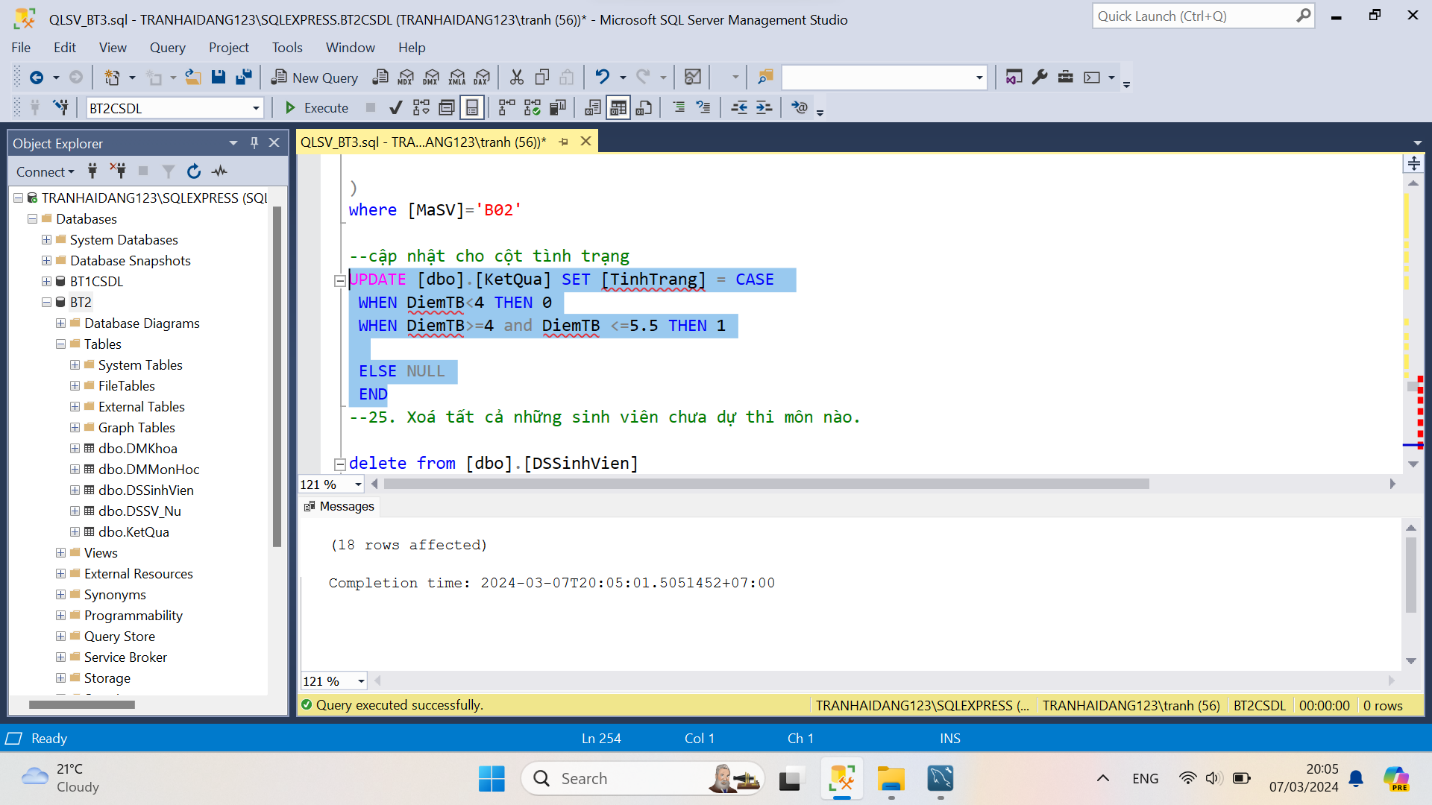 QLSV_BT3.sql - TRANHAIDANG123\SQLEXPRESS.BT2CSDL (TRANHAIDANG123\tranh (56))* - Microsoft SQL Server Management Studio
Quick Launch (Ctrl+Q)
File Edit View Query Project Tools Window Help
New Query
MDX DMX XMLA DAX
BT2CSDL
Execute
Object Explorer
QLSV_BT3.sql - TRA...ANG123\tranh (56))*
Connect
TRANHAIDANG123\SQLEXPRESS (SQL
Databases
System Databases
Database Snapshots
BT1CSDL
BT2
Database Diagrams
Tables
System Tables
FileTables
External Tables
Graph Tables
dbo.DMKhoa
dbo.DMMonHoc
dbo.DSSinhVien
dbo.DSSV_Nu
dbo.KetQua
Views
External Resources
Synonyms
Programmability
Query Store
Service Broker
Storage
)
where [MaSV]='B02'
--cập nhật cho cột tình trạng
UPDATE [dbo].[KetQua] SET [TinhTrang] = CASE
WHEN DiemTB<4 THEN 0
WHEN DiemTB>=4 and DiemTB <=5.5 THEN 1
ELSE NULL
END
--25. Xoá tất cả những sinh viên chưa dự thi môn nào.
delete from [dbo].[DSSinhVien]
121 %
Messages
(18 rows affected)
Completion time: 2024-03-07T20:05:01.5051452+07:00
121 %
Query executed successfully.
TRANHAIDANG123\SQLEXPRESS (... TRANHAIDANG123\tranh (56) BT2CSDL 00:00:00 0 rows
Ready Ln 254 Col 1 Ch 1 INS
21°C
Cloudy
Search
ENG
20:05
07/03/2024
PRE